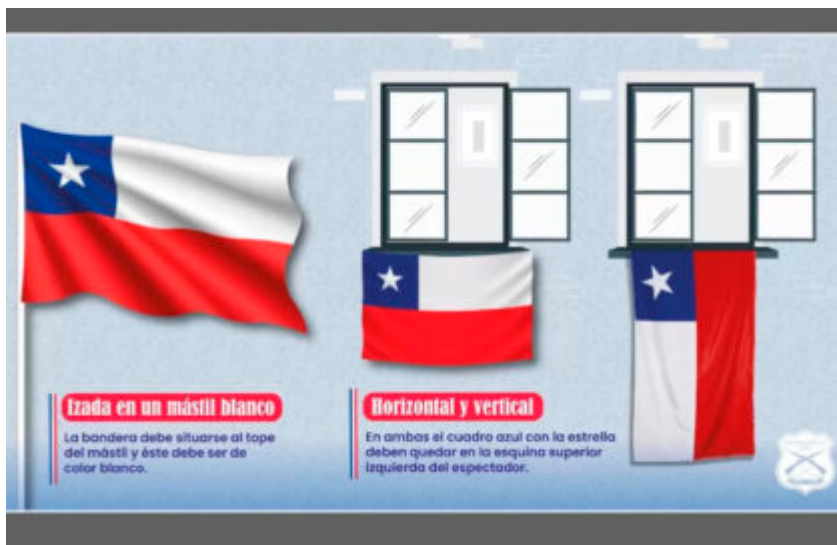 Izada en un mástil blanco
La bandera debe situarse al tope
del mástil y éste debe ser de
color blanco.
Horizontal y vertical
En ambas el cuadro azul con la estrella
deben quedar en la esquina superior
izquierda del espectador.